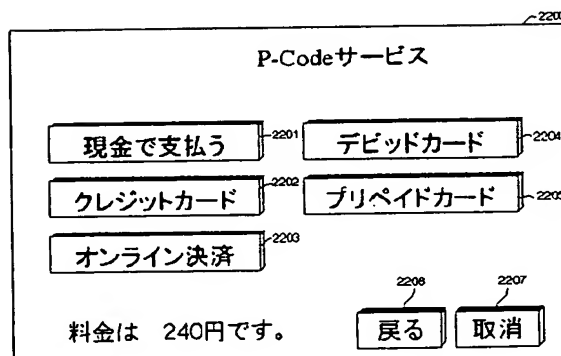 2200
P-Codeサービス
現金で支払う 2201 デビッドカード 2204
クレジットカード 2202 プリペイドカード 2205
オンライン決済 2203
2206 2207
料金は 240円です。 戻る 取消